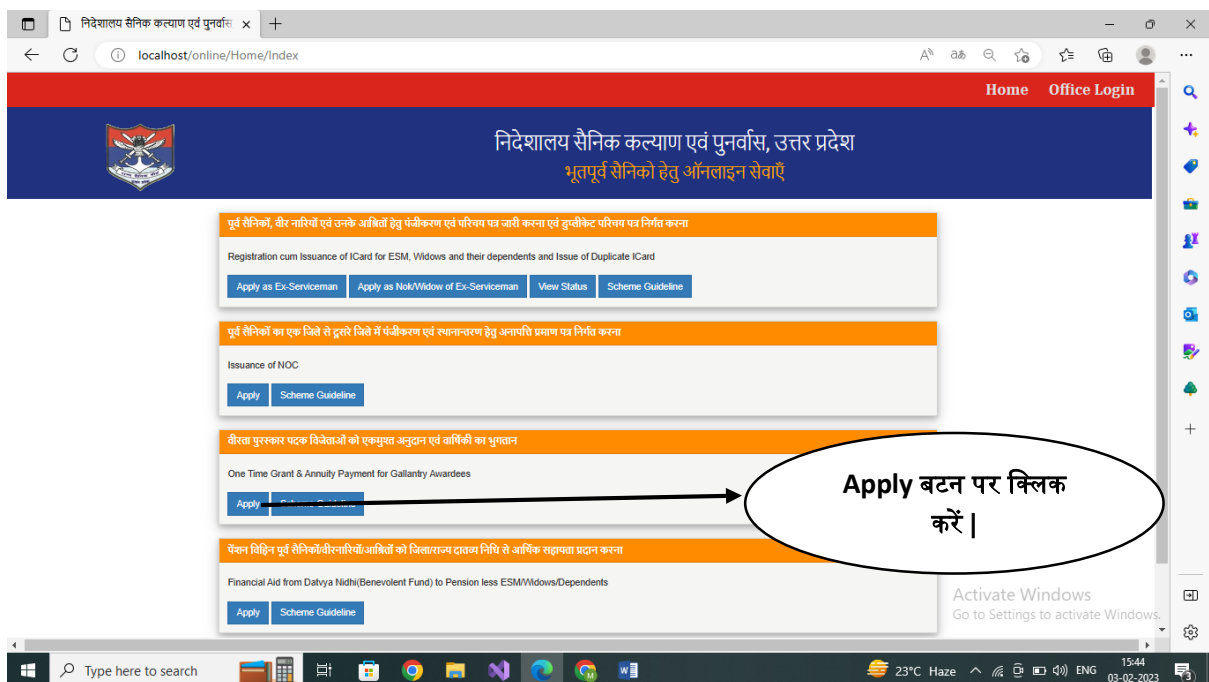 निदेशालय सैनिक कल्याण एवं पुनर्वास
localhost/online/Home/Index
Home Office Login
निदेशालय सैनिक कल्याण एवं पुनर्वास, उत्तर प्रदेश
भूतपूर्व सैनिको हेतु ऑनलाइन सेवाएँ
पूर्व सैनिकों, वीर नारियों एवं उनके आश्रितों हेतु पंजीकरण एवं परिचय पत्र जारी करना एवं डुप्लीकेट परिचय पत्र निर्गत करना
Registration cum Issuance of ICard for ESM, Widows and their dependents and Issue of Duplicate ICard
Apply as Ex-Serviceman Apply as Nok/Widow of Ex-Serviceman View Status Scheme Guideline
पूर्व सैनिकों का एक जिले से दूसरे जिले में पंजीकरण एवं स्थानान्तरण हेतु अनापत्ति प्रमाण पत्र निर्गत करना
Issuance of NOC
Apply Scheme Guideline
वीरता पुरस्कार पदक विजेताओं को एकमुश्त अनुदान एवं वार्षिकी का भुगतान
One Time Grant & Annuity Payment for Gallantry Awardees
Apply Scheme Guideline
Apply बटन पर क्लिक
करें |
पेंशन विहिन पूर्व सैनिकों/वीरनारियों/आश्रितों को जिला/राज्य दातव्य निधि से आर्थिक सहायता प्रदान करना
Financial Aid from Datvya Nidhi(Benevolent Fund) to Pension less ESM/Widows/Dependents
Apply Scheme Guideline
Activate Windows
Go to Settings to activate Windows.
Type here to search
23°C Haze ENG 15:44
03-02-2023